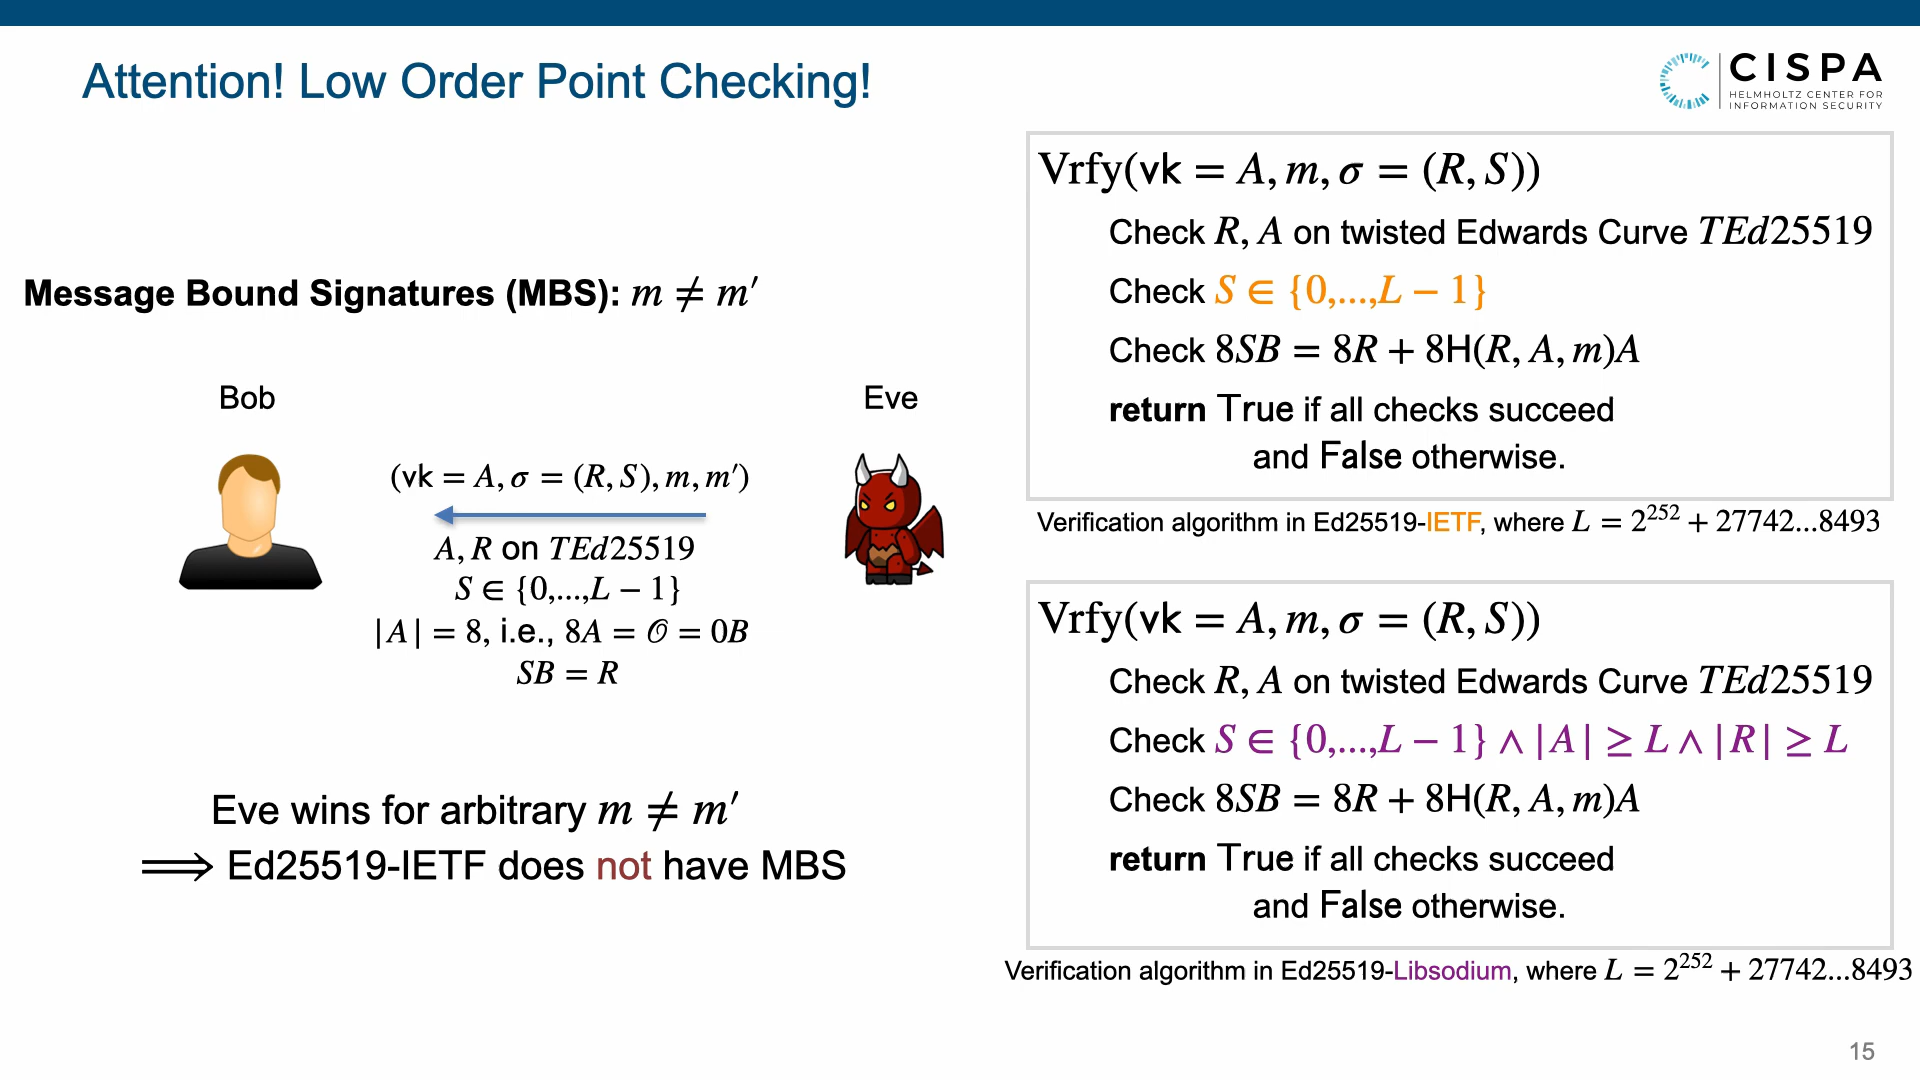 Attention! Low Order Point Checking!
CISPA
HELMHOLTZ CENTER FOR
INFORMATION SECURITY
Message Bound Signatures (MBS): m ≠ m′
Bob
Eve
(vk = A, σ = (R, S), m, m′)
A, R on TEd25519
S ∈ {0,...,L − 1}
|A| = 8, i.e., 8A = 𝒪 = 0B
SB = R
Eve wins for arbitrary m ≠ m′
⟹ Ed25519-IETF does not have MBS
Vrfy(vk = A, m, σ = (R, S))
Check R, A on twisted Edwards Curve TEd25519
Check S ∈ {0,...,L − 1}
Check 8SB = 8R + 8H(R, A, m)A
return True if all checks succeed
and False otherwise.
Verification algorithm in Ed25519-IETF, where L = 2²⁵² + 27742...8493
Vrfy(vk = A, m, σ = (R, S))
Check R, A on twisted Edwards Curve TEd25519
Check S ∈ {0,...,L − 1} ∧ |A| ≥ L ∧ |R| ≥ L
Check 8SB = 8R + 8H(R, A, m)A
return True if all checks succeed
and False otherwise.
Verification algorithm in Ed25519-Libsodium, where L = 2²⁵² + 27742...8493
15